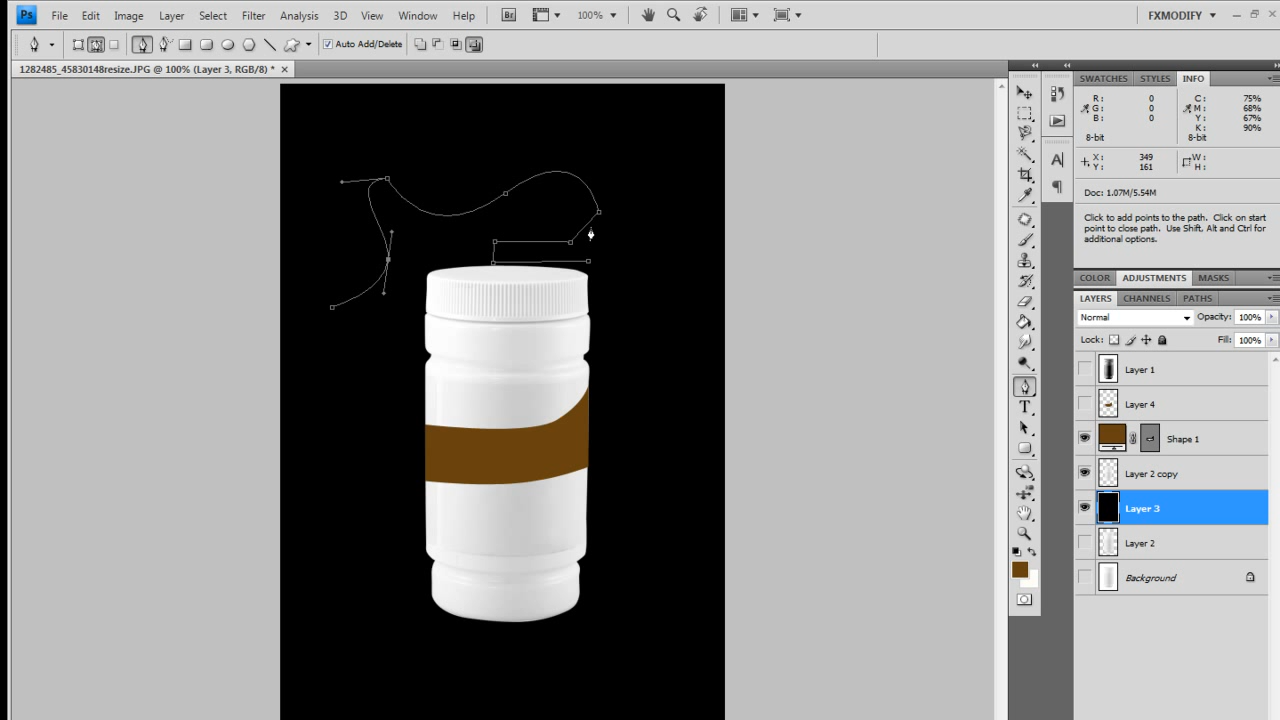 Ps File Edit Image Layer Select Filter Analysis 3D View Window Help Br 100% FXMODIFY
Auto Add/Delete
1282485_45830148resize.JPG @ 100% (Layer 3, RGB/8) *
SWATCHES STYLES INFO
R: 0 C: 75%
G: 0 M: 68%
B: 0 Y: 67%
K: 90%
8-bit 8-bit
X: 349 W:
Y: 161 H:
Doc: 1.07M/5.54M
Click to add points to the path. Click on start
point to close path. Use Shift, Alt and Ctrl for
additional options.
COLOR ADJUSTMENTS MASKS
LAYERS CHANNELS PATHS
Normal Opacity: 100%
Lock: Fill: 100%
Layer 1
Layer 4
Shape 1
Layer 2 copy
Layer 3
Layer 2
Background